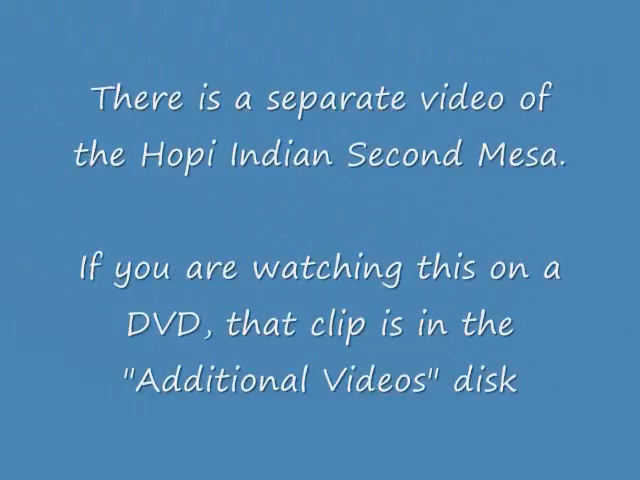 There is a separate video of
the Hopi Indian Second Mesa.
If you are watching this on a
DVD, that clip is in the
"Additional Videos" disk